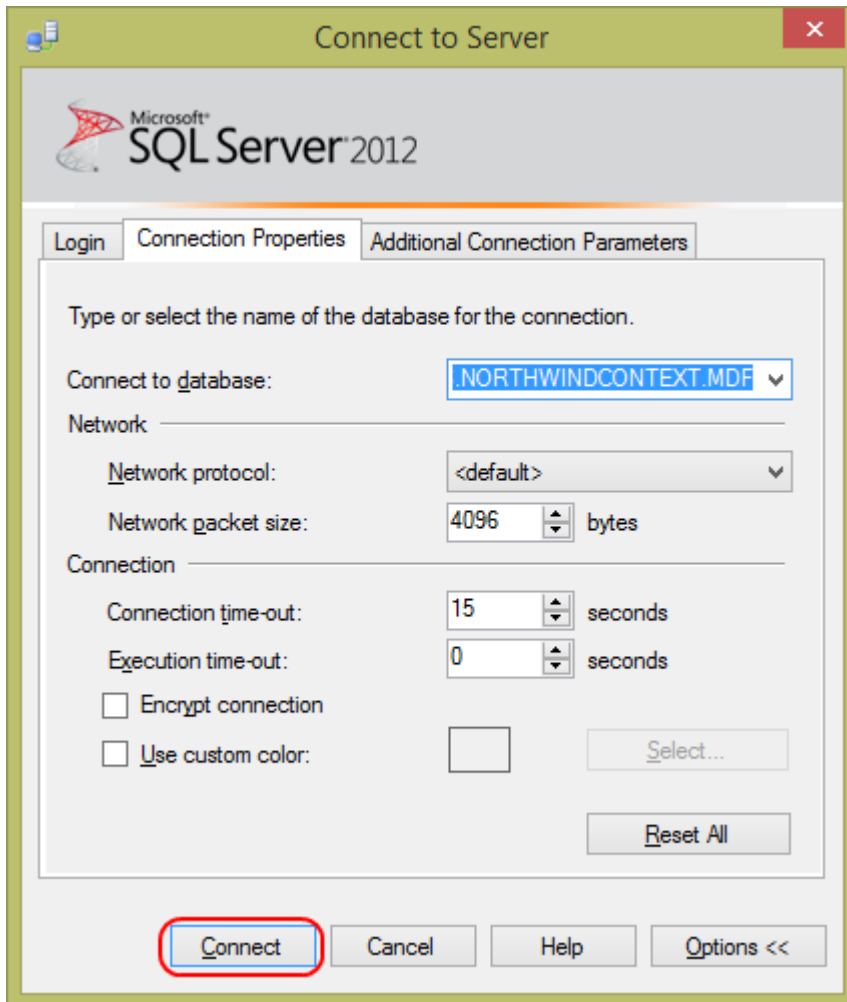 Connect to Server
Microsoft®
SQL Server® 2012
Login Connection Properties Additional Connection Parameters
Type or select the name of the database for the connection.
Connect to database: .NORTHWINDCONTEXT.MDF
Network
Network protocol: <default>
Network packet size: 4096 bytes
Connection
Connection time-out: 15 seconds
Execution time-out: 0 seconds
Encrypt connection
Use custom color: Select...
Reset All
Connect Cancel Help Options <<